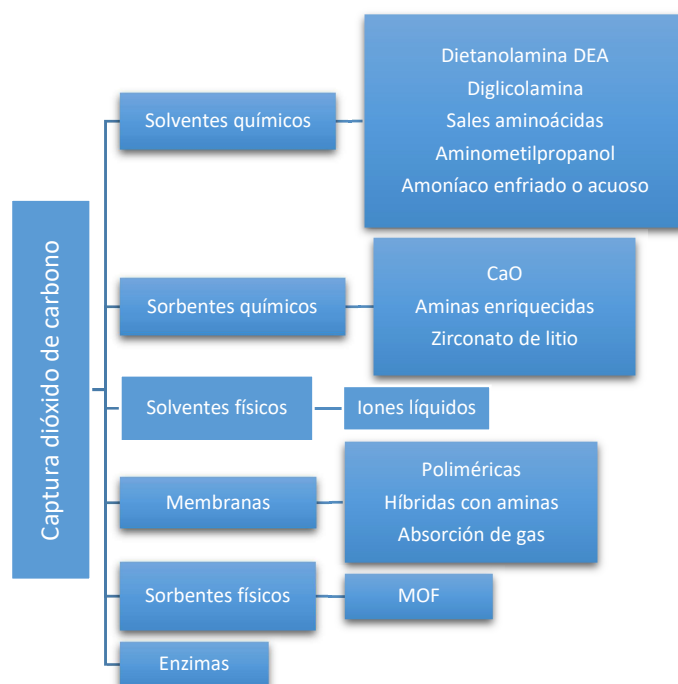 Captura dióxido de carbono
Solventes químicos
Dietanolamina DEA
Diglicolamina
Sales aminoácidas
Aminometilpropanol
Amoníaco enfriado o acuoso
Sorbentes químicos
CaO
Aminas enriquecidas
Zirconato de litio
Solventes físicos
Iones líquidos
Membranas
Poliméricas
Híbridas con aminas
Absorción de gas
Sorbentes físicos
MOF
Enzimas